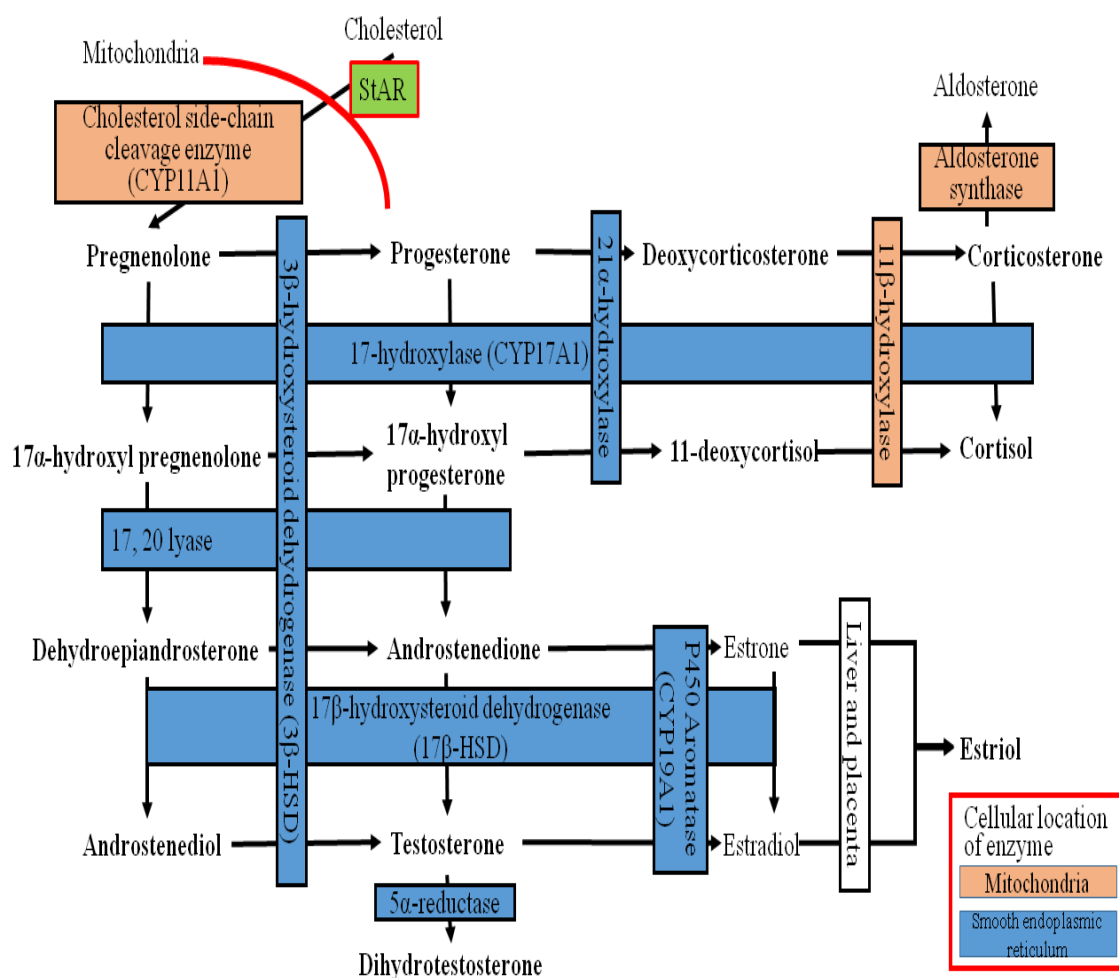 Cholesterol
Mitochondria
StAR
Cholesterol side-chain
cleavage enzyme
(CYP11A1)
Aldosterone
Aldosterone
synthase
Pregnenolone
Progesterone
Deoxycorticosterone
Corticosterone
3β-hydroxysteroid dehydrogenase (3β-HSD)
21α-hydroxylase
11β-hydroxylase
17-hydroxylase (CYP17A1)
17α-hydroxyl pregnenolone
17α-hydroxyl
progesterone
11-deoxycortisol
Cortisol
17, 20 lyase
Dehydroepiandrosterone
Androstenedione
P450 Aromatase
(CYP19A1)
Estrone
Liver and placenta
17β-hydroxysteroid dehydrogenase
(17β-HSD)
Estriol
Androstenediol
Testosterone
Estradiol
5α-reductase
Dihydrotestosterone
Cellular location
of enzyme
Mitochondria
Smooth endoplasmic
reticulum